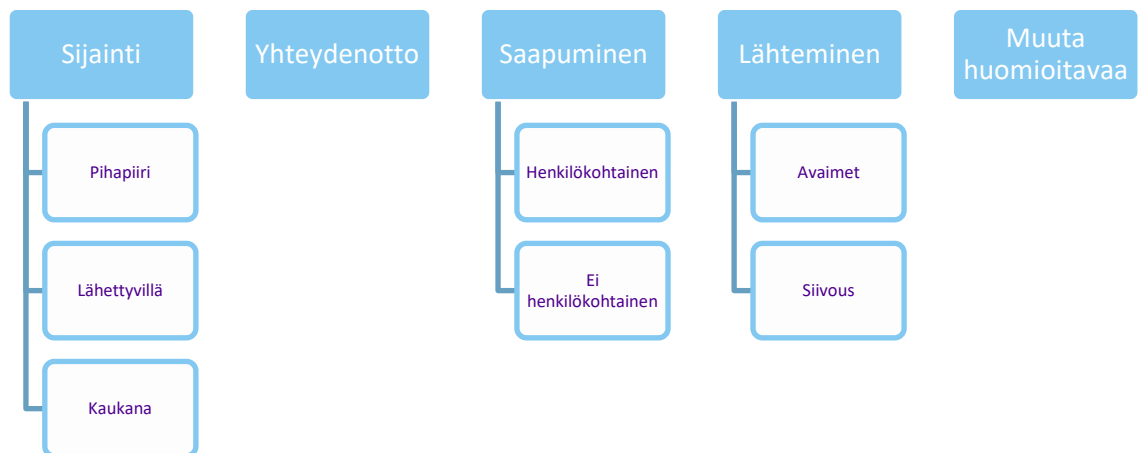 Sijainti
Pihapiiri
Lähettyvillä
Kaukana
Yhteydenotto
Saapuminen
Henkilökohtainen
Ei
henkilökohtainen
Lähteminen
Avaimet
Siivous
Muuta
huomioitavaa